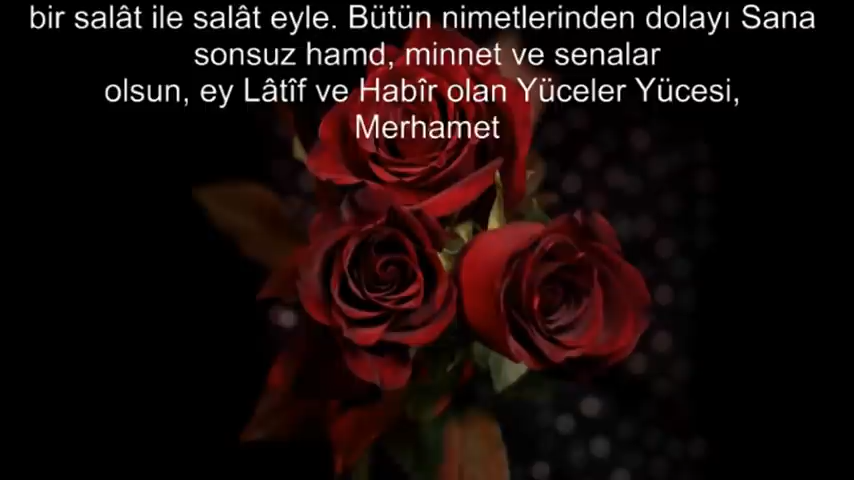 bir salât ile salât eyle. Bütün nimetlerinden dolayı Sana
sonsuz hamd, minnet ve senalar
olsun, ey Lâtîf ve Habîr olan Yüceler Yücesi,
Merhamet